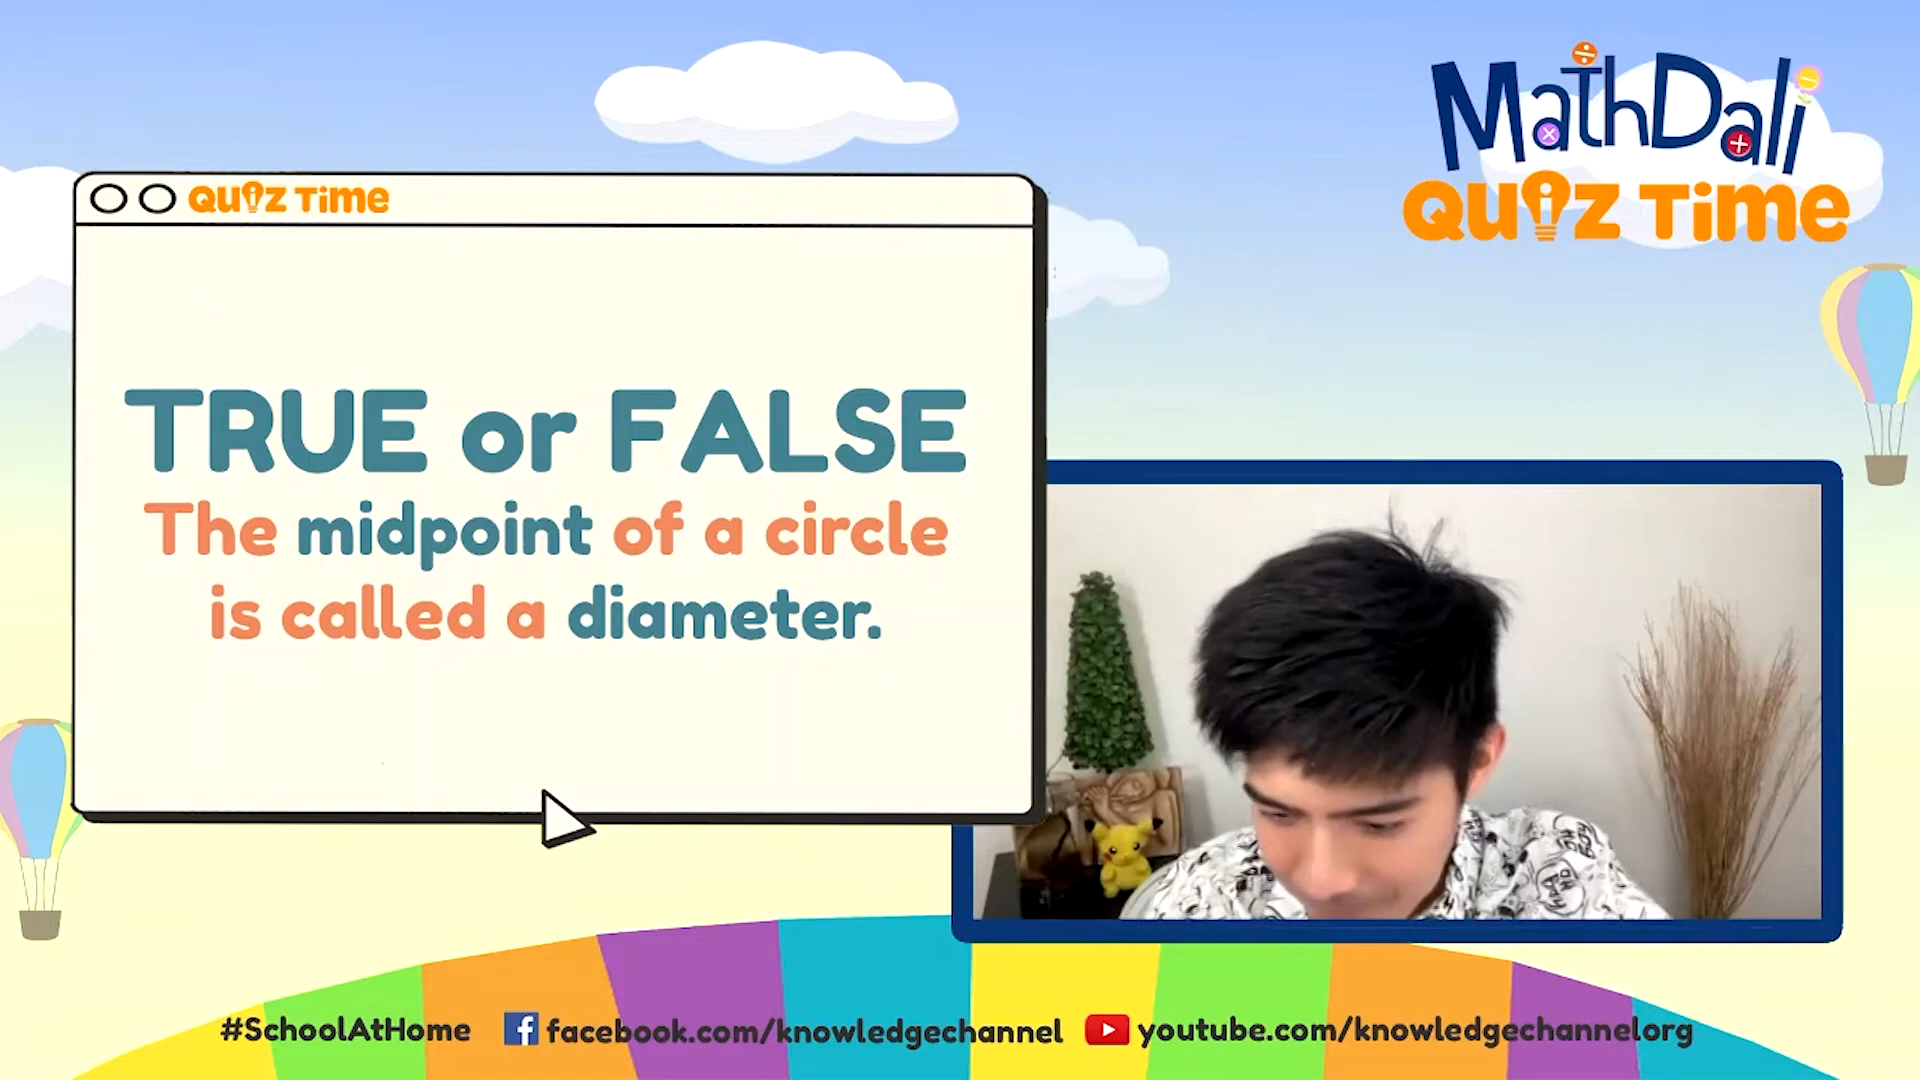 MathDali
Quiz Time
Quiz Time
TRUE or FALSE
The midpoint of a circle
is called a diameter.
#SchoolAtHome facebook.com/knowledgechannel youtube.com/knowledgechannelorg